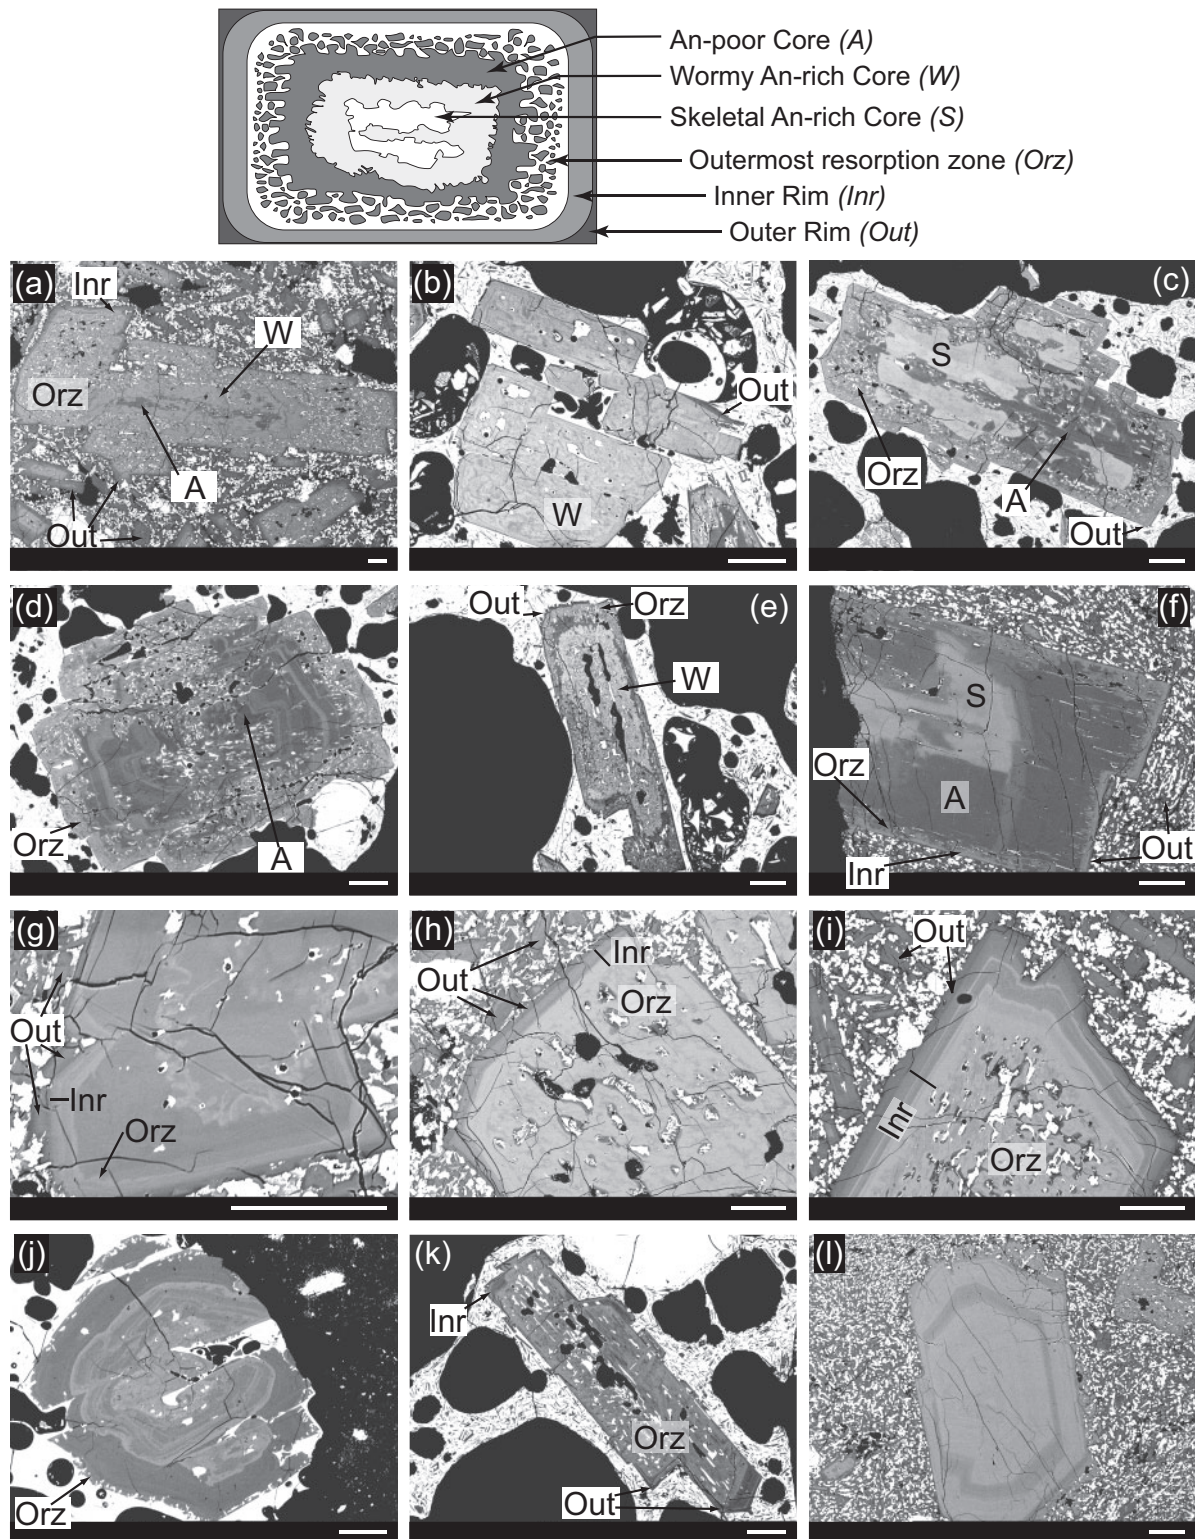 An-poor Core (A)
Wormy An-rich Core (W)
Skeletal An-rich Core (S)
Outermost resorption zone (Orz)
Inner Rim (Inr)
Outer Rim (Out)
(a)
Inr
W
Orz
A
Out
(b)
Out
W
(c)
S
Orz
A
Out
(d)
Orz
A
(e)
Out
Orz
W
(f)
S
Orz
A
Out
Inr
(g)
Out
Inr
Orz
(h)
Inr
Out
Orz
(i)
Out
Inr
Orz
(j)
Orz
(k)
Inr
Orz
Out
(l)